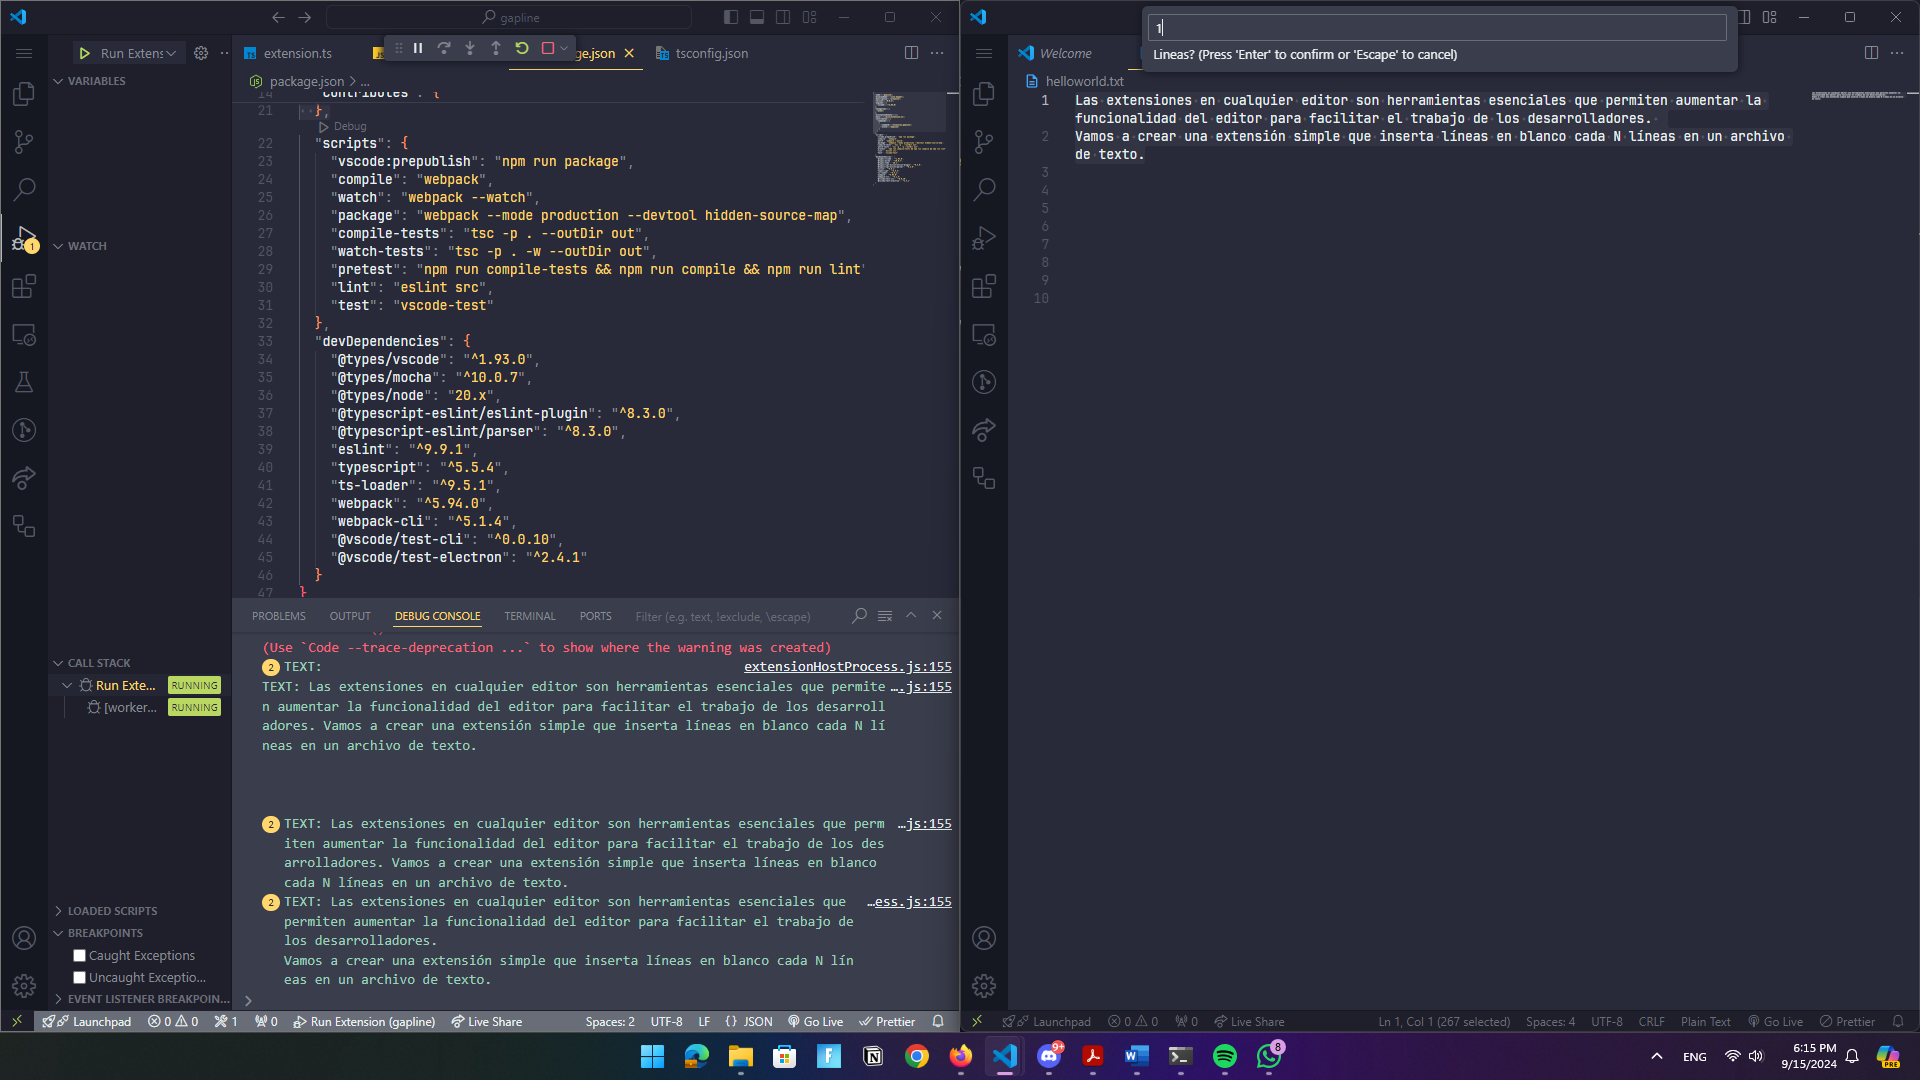 gapline
Run Extens
VARIABLES
WATCH
CALL STACK
Run Exte...
RUNNING
[worker...
RUNNING
LOADED SCRIPTS
BREAKPOINTS
Caught Exceptions
Uncaught Exceptio...
EVENT LISTENER BREAKPOIN...
1
extension.ts
ge.json
tsconfig.json
package.json > ...
14 "contributes": {
21 },
Debug
22 "scripts": {
23 "vscode:prepublish": "npm run package",
24 "compile": "webpack",
25 "watch": "webpack --watch",
26 "package": "webpack --mode production --devtool hidden-source-map",
27 "compile-tests": "tsc -p . --outDir out",
28 "watch-tests": "tsc -p . -w --outDir out",
29 "pretest": "npm run compile-tests && npm run compile && npm run lint"
30 "lint": "eslint src",
31 "test": "vscode-test"
32 },
33 "devDependencies": {
34 "@types/vscode": "^1.93.0",
35 "@types/mocha": "^10.0.7",
36 "@types/node": "20.x",
37 "@typescript-eslint/eslint-plugin": "^8.3.0",
38 "@typescript-eslint/parser": "^8.3.0",
39 "eslint": "^9.9.1",
40 "typescript": "^5.5.4",
41 "ts-loader": "^9.5.1",
42 "webpack": "^5.94.0",
43 "webpack-cli": "^5.1.4",
44 "@vscode/test-cli": "^0.0.10",
45 "@vscode/test-electron": "^2.4.1"
46 }
47 }
PROBLEMS OUTPUT DEBUG CONSOLE TERMINAL PORTS Filter (e.g. text, !exclude, \escape)
(Use `Code --trace-deprecation ...` to show where the warning was created)
2 TEXT: extensionHostProcess.js:155
TEXT: Las extensiones en cualquier editor son herramientas esenciales que permite ….js:155
n aumentar la funcionalidad del editor para facilitar el trabajo de los desarroll
adores. Vamos a crear una extensión simple que inserta líneas en blanco cada N lí
neas en un archivo de texto.
2 TEXT: Las extensiones en cualquier editor son herramientas esenciales que perm …js:155
iten aumentar la funcionalidad del editor para facilitar el trabajo de los des
arrolladores. Vamos a crear una extensión simple que inserta líneas en blanco
cada N líneas en un archivo de texto.
2 TEXT: Las extensiones en cualquier editor son herramientas esenciales que …ess.js:155
permiten aumentar la funcionalidad del editor para facilitar el trabajo de
los desarrolladores.
Vamos a crear una extensión simple que inserta líneas en blanco cada N lín
eas en un archivo de texto.
Launchpad 0 0 1 0 Run Extension (gapline) Live Share Spaces: 2 UTF-8 LF {} JSON Go Live Prettier
1
Lineas? (Press 'Enter' to confirm or 'Escape' to cancel)
Welcome
helloworld.txt
1 Las extensiones en cualquier editor son herramientas esenciales que permiten aumentar la
funcionalidad del editor para facilitar el trabajo de los desarrolladores.
2 Vamos a crear una extensión simple que inserta líneas en blanco cada N líneas en un archivo
de texto.
3
4
5
6
7
8
9
10
Launchpad 0 0 0 Live Share Ln 1, Col 1 (267 selected) Spaces: 4 UTF-8 CRLF Plain Text Go Live Prettier
9+
8
ENG
6:15 PM
9/15/2024
PRE